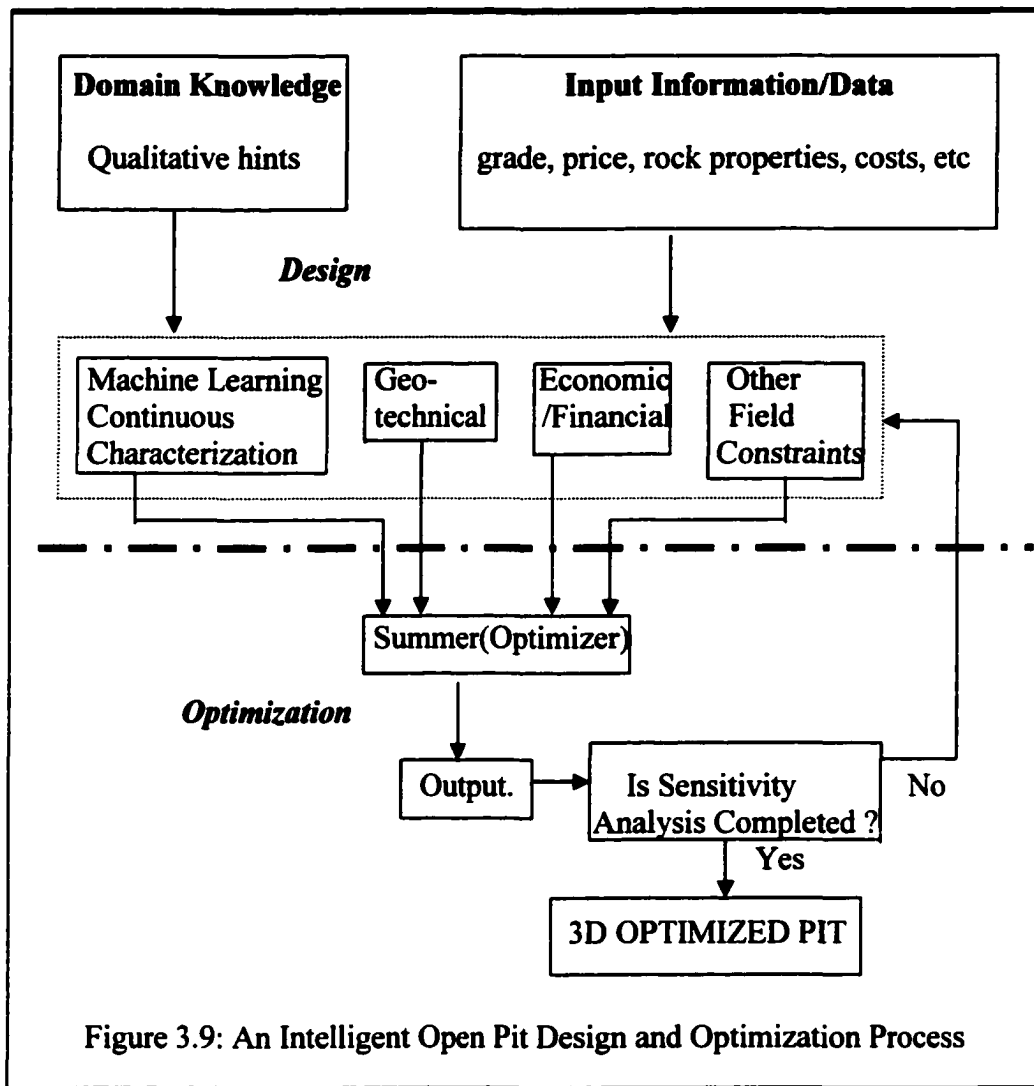 Domain Knowledge
Qualitative hints
Input Information/Data
grade, price, rock properties, costs, etc
Design
Machine Learning
Continuous
Characterization
Geo-
technical
Economic
/Financial
Other
Field
Constraints
Summer(Optimizer)
Optimization
Output.
Is Sensitivity
Analysis Completed ?
No
Yes
3D OPTIMIZED PIT
Figure 3.9: An Intelligent Open Pit Design and Optimization Process